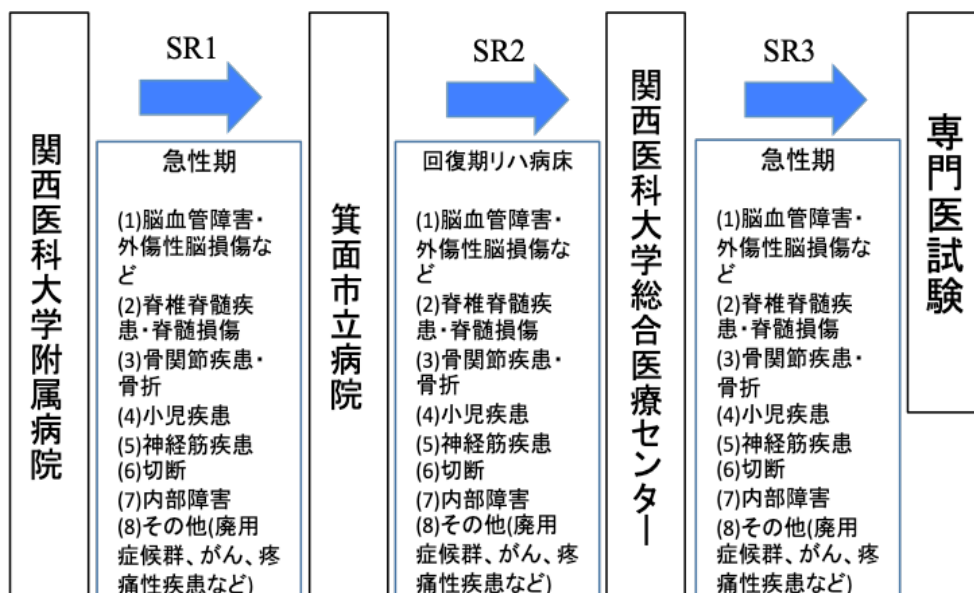 関西医科大学附属病院
SR1
急性期
(1)脳血管障害・
外傷性脳損傷な
ど
(2)脊椎脊髄疾
患・脊髄損傷
(3)骨関節疾患・
骨折
(4)小児疾患
(5)神経筋疾患
(6)切断
(7)内部障害
(8)その他(廃用
症候群、がん、疼
痛性疾患など)
箕面市立病院
SR2
回復期リハ病床
(1)脳血管障害・
外傷性脳損傷な
ど
(2)脊椎脊髄疾
患・脊髄損傷
(3)骨関節疾患・
骨折
(4)小児疾患
(5)神経筋疾患
(6)切断
(7)内部障害
(8)その他(廃用
症候群、がん、疼
痛性疾患など)
関西医科大学総合医療センター
SR3
急性期
(1)脳血管障害・
外傷性脳損傷な
ど
(2)脊椎脊髄疾
患・脊髄損傷
(3)骨関節疾患・
骨折
(4)小児疾患
(5)神経筋疾患
(6)切断
(7)内部障害
(8)その他(廃用
症候群、がん、疼
痛性疾患など)
専門医試験